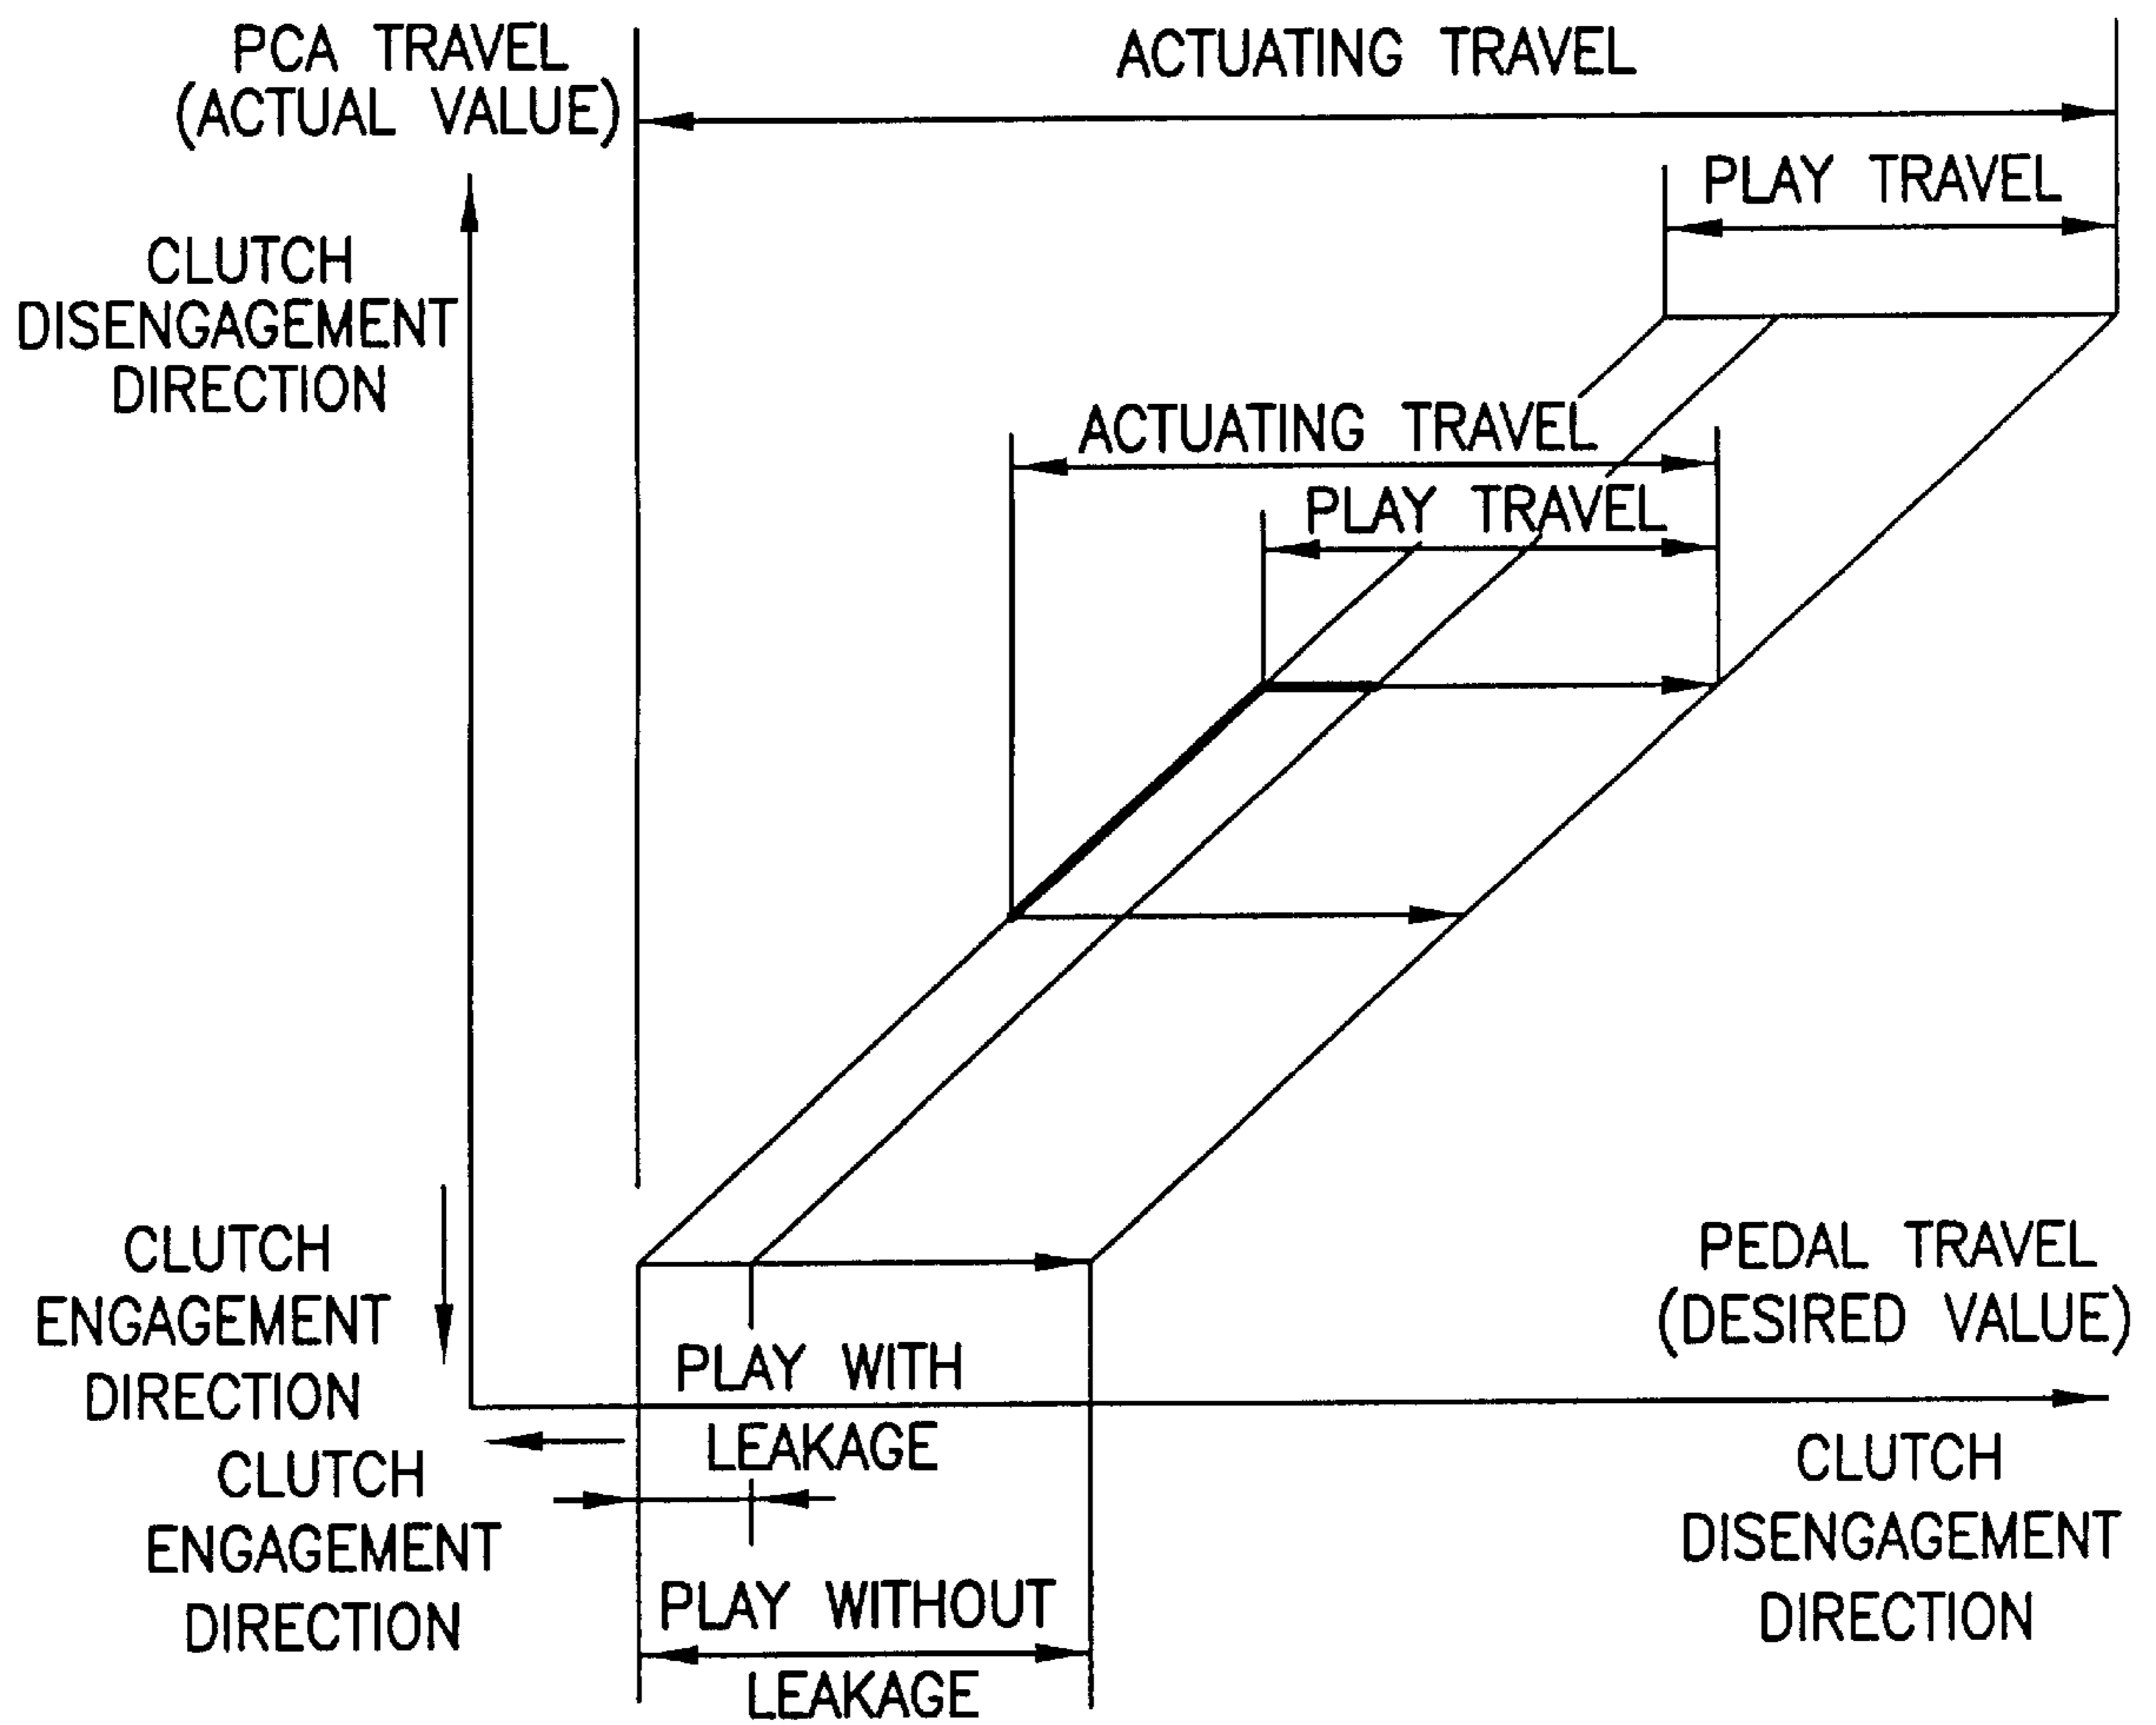 PCA TRAVEL
(ACTUAL VALUE)
ACTUATING TRAVEL
PLAY TRAVEL
CLUTCH
DISENGAGEMENT
DIRECTION
ACTUATING TRAVEL
PLAY TRAVEL
CLUTCH
ENGAGEMENT
DIRECTION
PEDAL TRAVEL
(DESIRED VALUE)
PLAY WITH
LEAKAGE
CLUTCH
ENGAGEMENT
DIRECTION
CLUTCH
DISENGAGEMENT
DIRECTION
PLAY WITHOUT
LEAKAGE